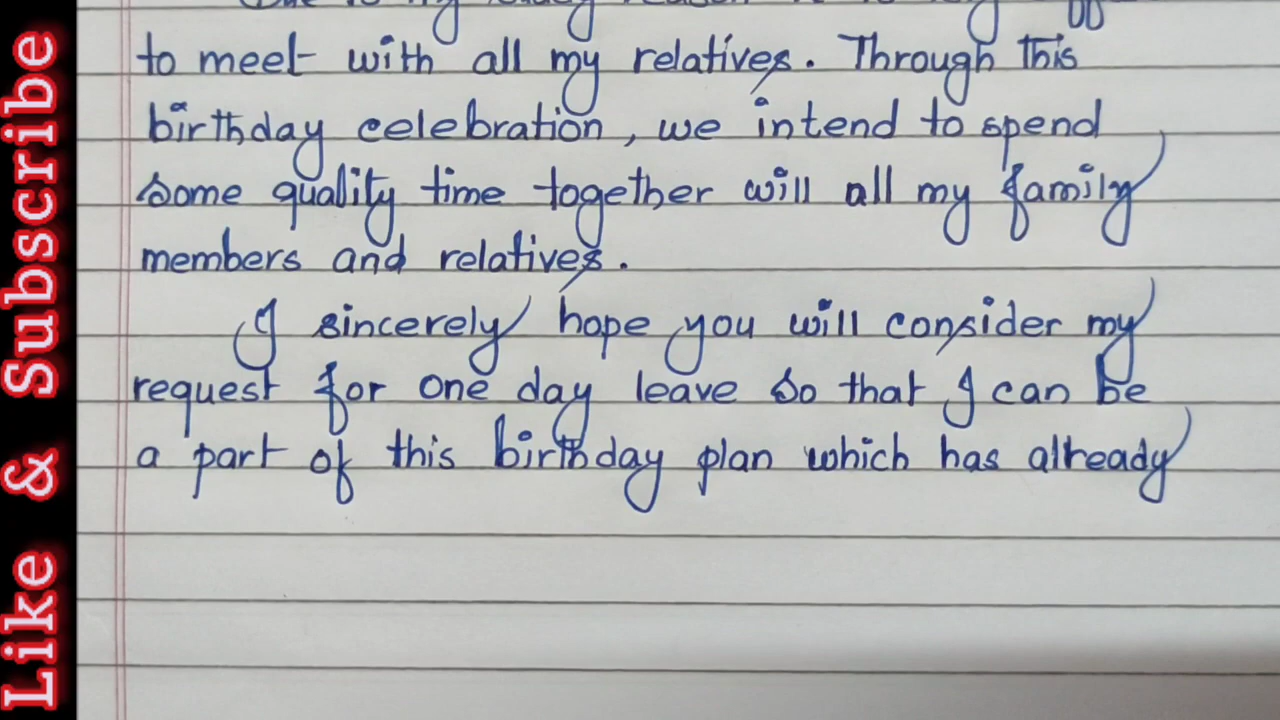 to meet with all my relatives. Through this
birthday celebration, we intend to spend
some quality time together will all my family
members and relatives.
I sincerely hope you will consider my
request for one day leave so that I can be
a part of this birthday plan which has already
Like & Subscribe